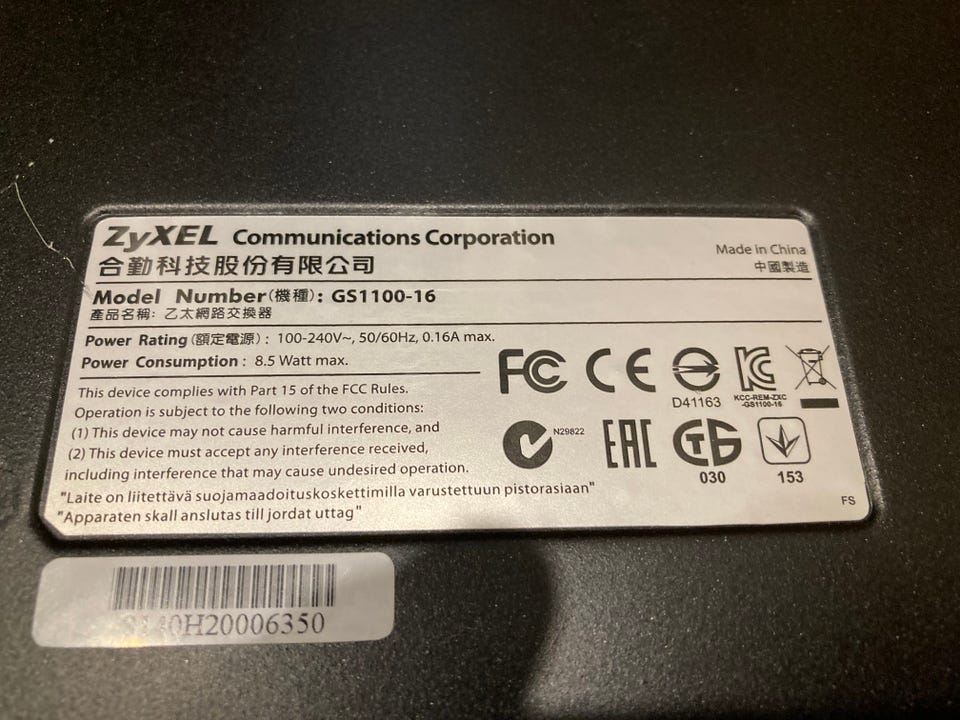 ZyXEL Communications Corporation
合勤科技股份有限公司
Made in China
中國製造
Model Number(機種): GS1100-16
產品名稱: 乙太網路交換器
Power Rating (額定電源) : 100-240V~, 50/60Hz, 0.16A max.
Power Consumption : 8.5 Watt max.
This device complies with Part 15 of the FCC Rules.
Operation is subject to the following two conditions:
(1) This device may not cause harmful interference, and
(2) This device must accept any interference received,
including interference that may cause undesired operation.
"Laite on liitettävä suojamaadoituskoskettimilla varustettuun pistorasiaan"
"Apparaten skall anslutas till jordat uttag"
FC CE
D41163
KC
KCC-REM-ZXC
-GS1100-16
N29822
EAC
030
153
FS